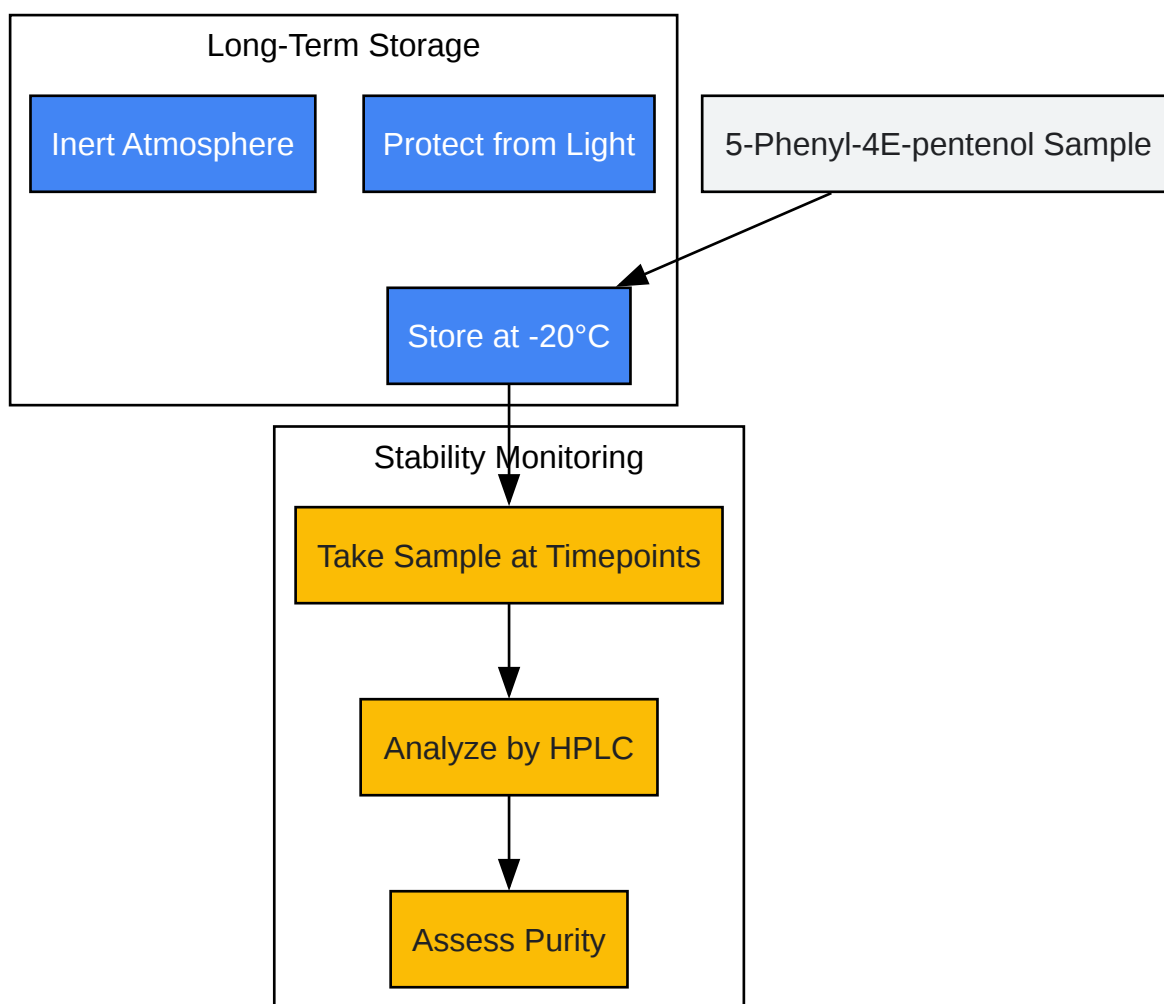 Long-Term Storage
Inert Atmosphere
Protect from Light
5-Phenyl-4E-pentenol Sample
Store at -20°C
Stability Monitoring
Take Sample at Timepoints
Analyze by HPLC
Assess Purity